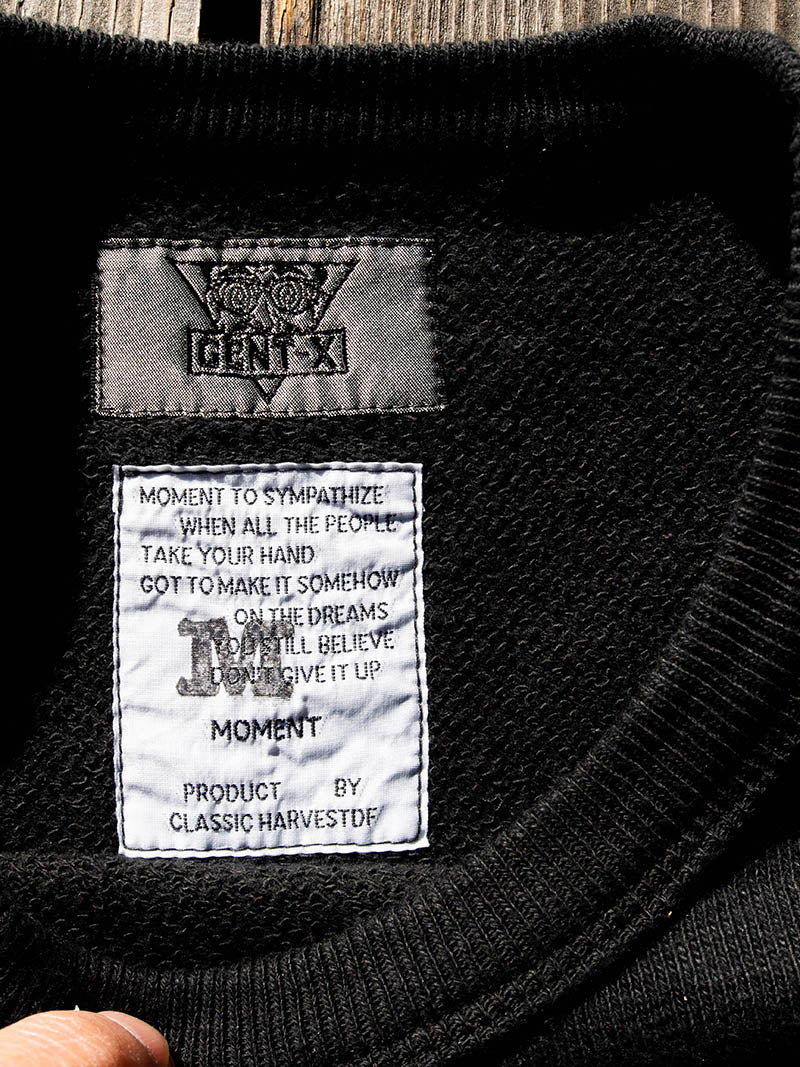 GENT-X
MOMENT TO SYMPATHIZE
WHEN ALL THE PEOPLE
TAKE YOUR HAND
GOT TO MAKE IT SOMEHOW
ON THE DREAMS
YOU STILL BELIEVE
DON'T GIVE IT UP
M
MOMENT
PRODUCT BY
CLASSIC HARVESTDF